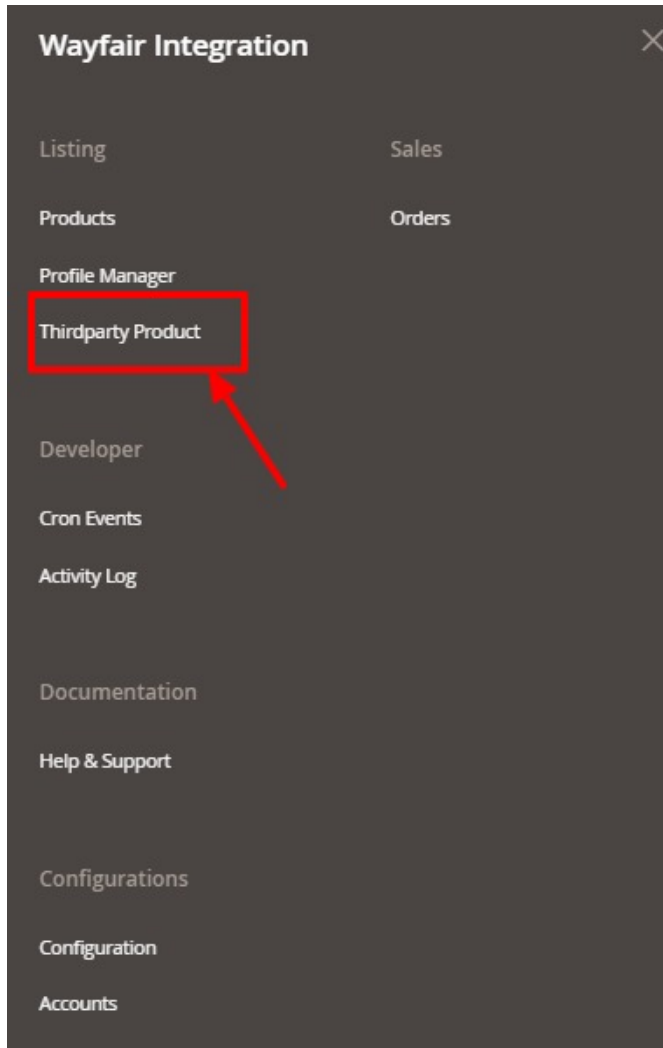 Wayfair Integration
Listing
Products
Profile Manager
Thirdparty Product
Sales
Orders
Developer
Cron Events
Activity Log
Documentation
Help & Support
Configurations
Configuration
Accounts